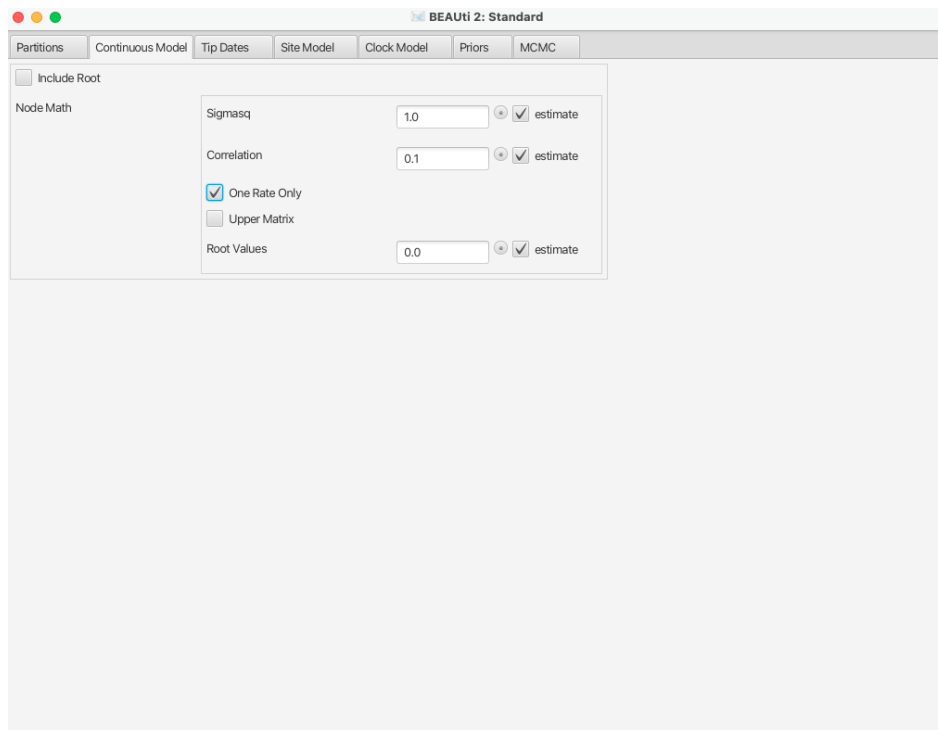 BEAUti 2: Standard
Partitions Continuous Model Tip Dates Site Model Clock Model Priors MCMC
Include Root
Node Math
Sigmasq 1.0 estimate
Correlation 0.1 estimate
One Rate Only
Upper Matrix
Root Values 0.0 estimate